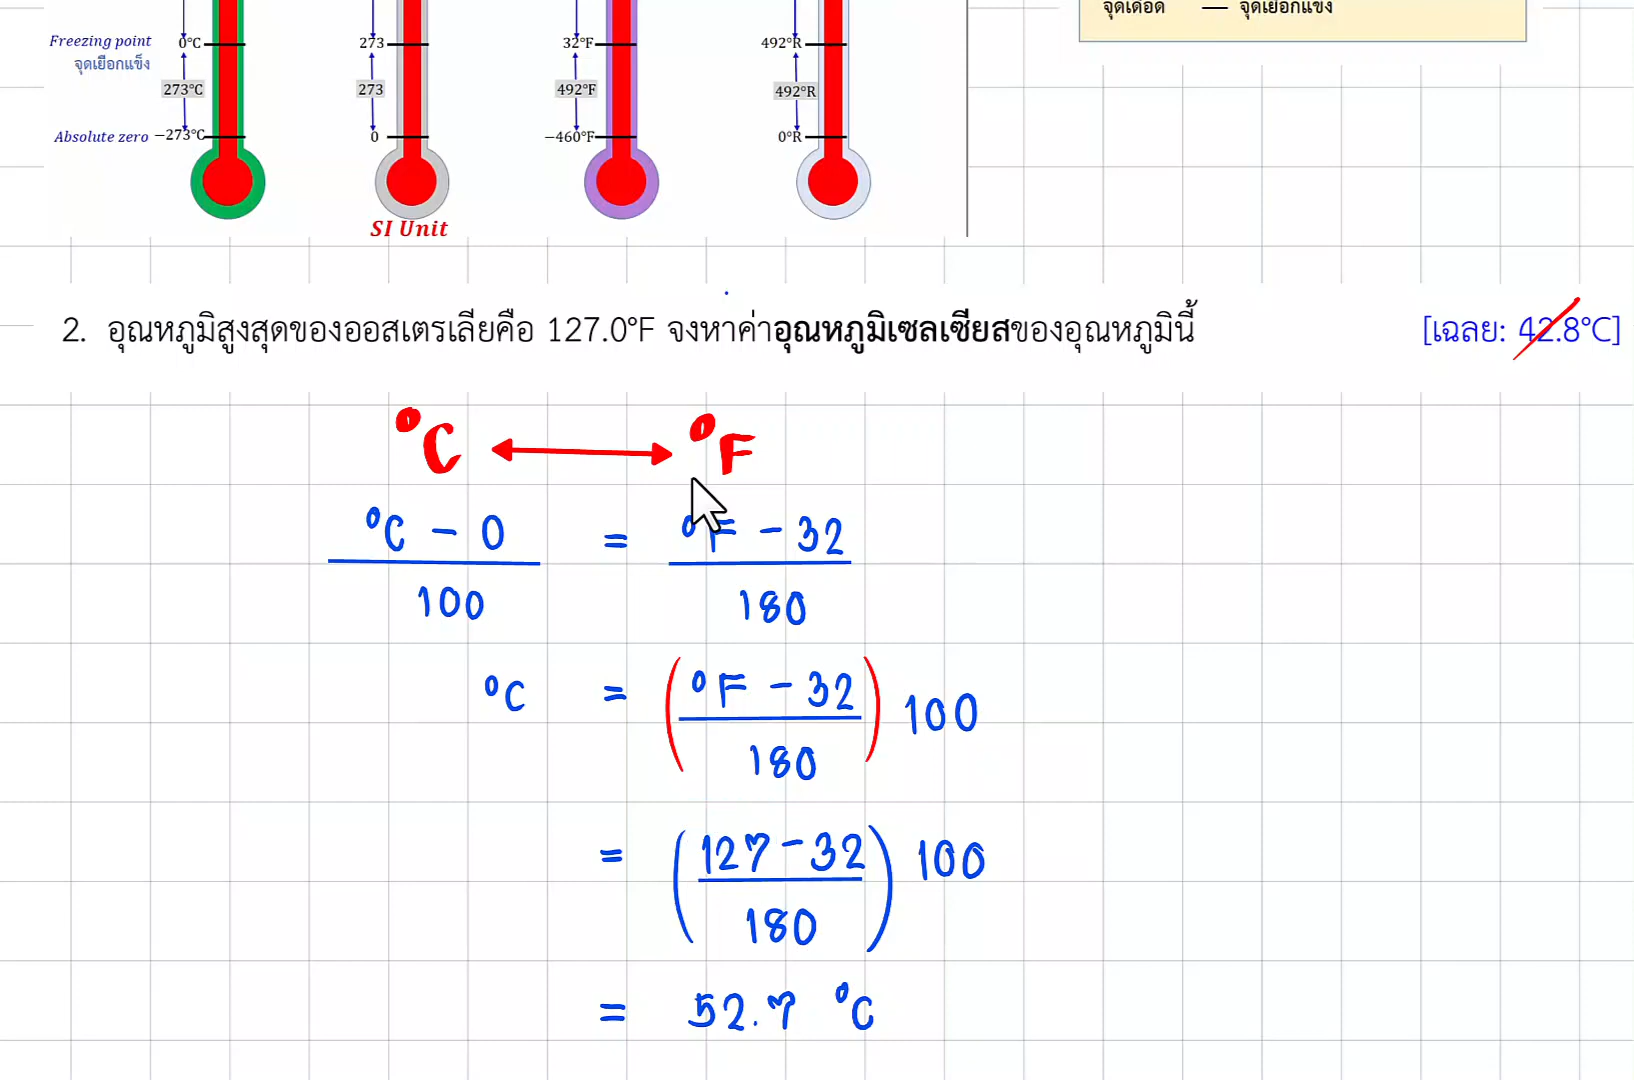 จุดเดือด — จุดเยือกแข็ง
Freezing point 0°C 273 32°F 492°R
จุดเยือกแข็ง
273°C 273 492°F 492°R
Absolute zero −273°C 0 −460°F 0°R
SI Unit
2. อุณหภูมิสูงสุดของออสเตรเลียคือ 127.0°F จงหาค่าอุณหภูมิเซลเซียสของอุณหภูมินี้ [เฉลย: 42.8°C]
°C ⟷ °F
°C − 0 = °F − 32
100 180
°C = (°F − 32) 100
180
= (127 − 32) 100
180
= 52.7 °C